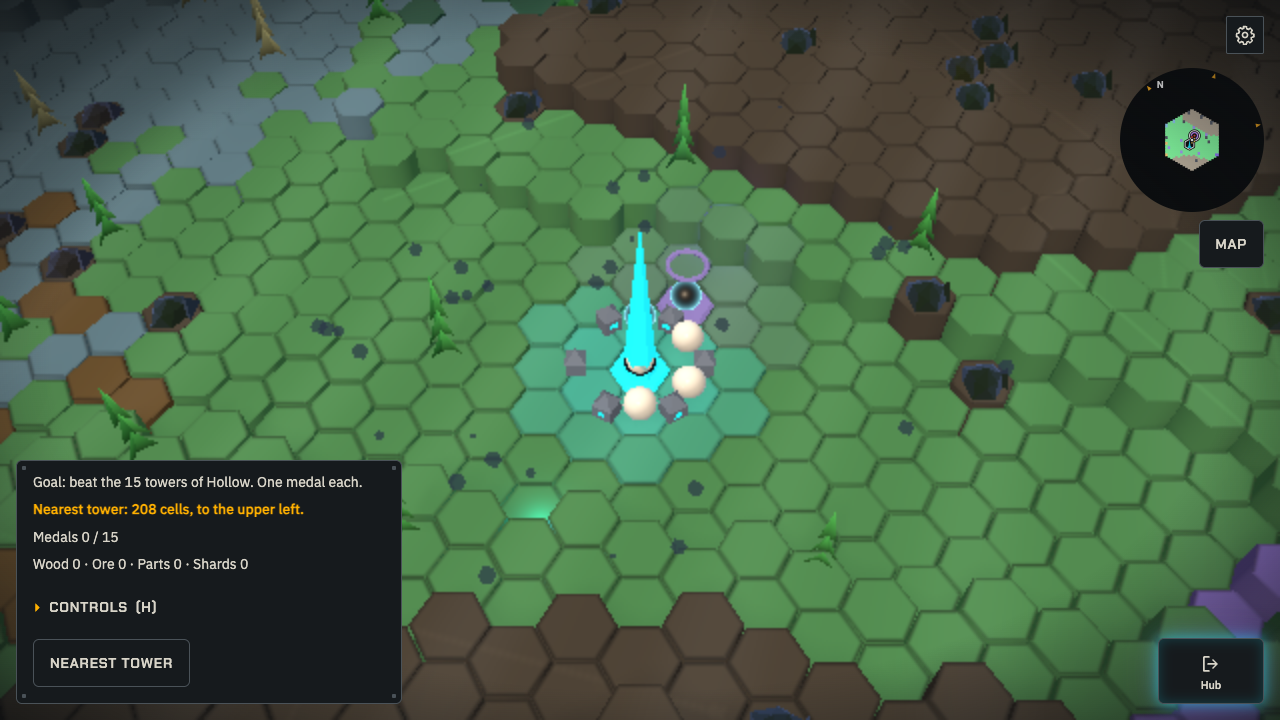 N
MAP
Goal: beat the 15 towers of Hollow. One medal each.
Nearest tower: 208 cells, to the upper left.
Medals 0 / 15
Wood 0 · Ore 0 · Parts 0 · Shards 0
CONTROLS (H)
NEAREST TOWER
Hub